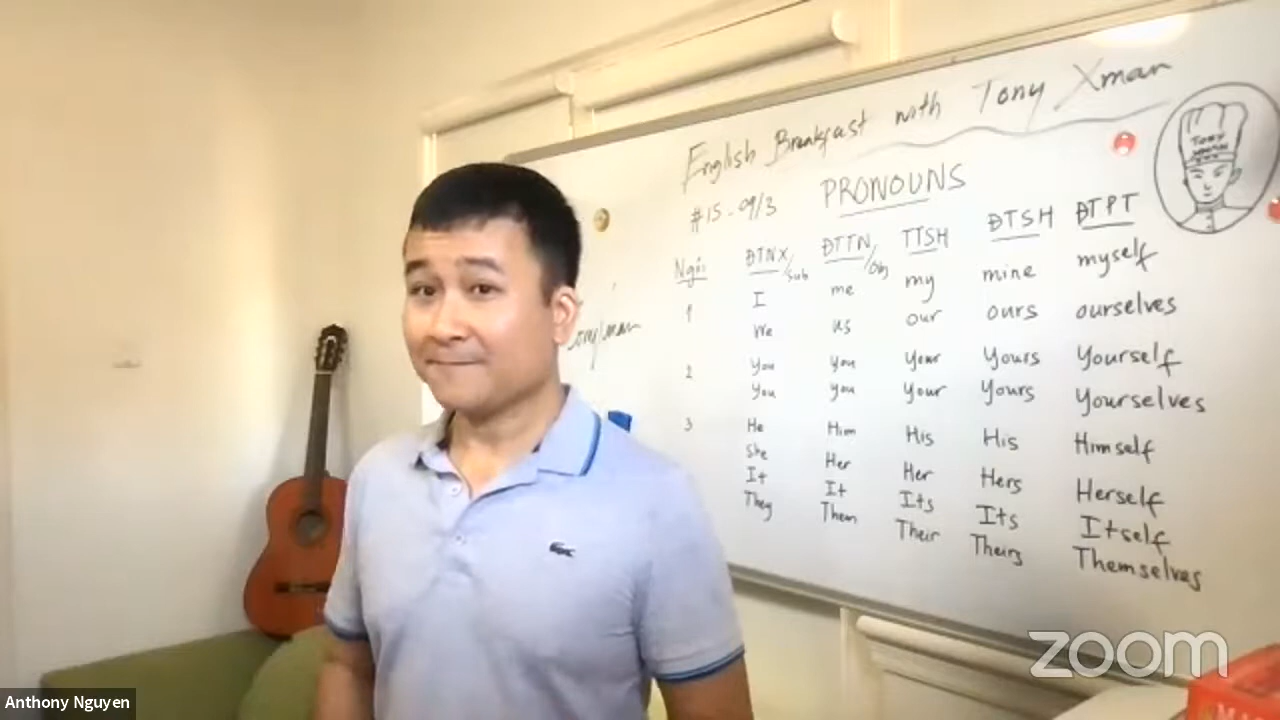 English Breakfast with Tony Xman
#15 - 09/3 PRONOUNS
TONY
XMAN
Ngôi ĐTNX/Sub ĐTTN/Obj TTSH ĐTSH ĐTPT
1 I me my mine myself
We us our ours ourselves
2 You you Your Yours Yourself
You you Your Yours Yourselves
3 He Him His His Himself
She Her Her Hers Herself
It It Its Its Itself
They Them Their Theirs Themselves
zoom
Anthony Nguyen